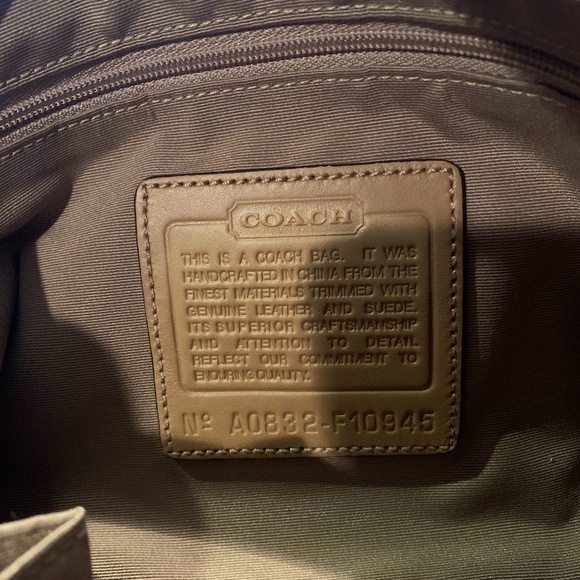 COACH
THIS IS A COACH BAG. IT WAS
HANDCRAFTED IN CHINA FROM THE
FINEST MATERIALS TRIMMED WITH
GENUINE LEATHER AND SUEDE.
ITS SUPERIOR CRAFTSMANSHIP
AND ATTENTION TO DETAIL
REFLECT OUR COMMITMENT TO
ENDURING QUALITY.
Nº A0832-F10945